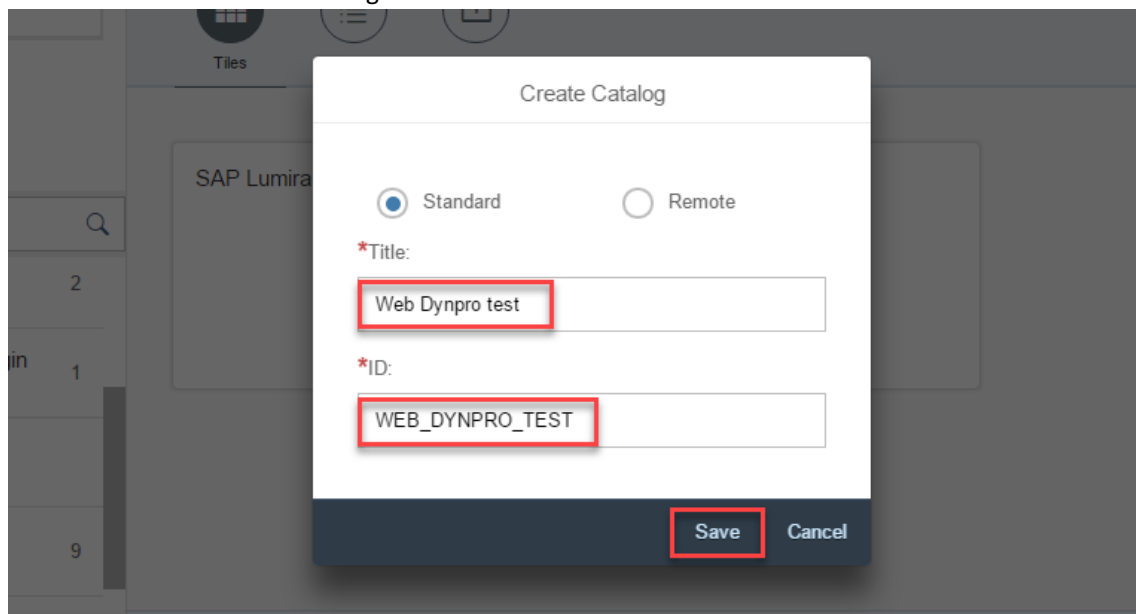 Tiles
Create Catalog
SAP Lumira
Standard
Remote
*Title:
2
Web Dynpro test
1
*ID:
WEB_DYNPRO_TEST
Save
Cancel
9